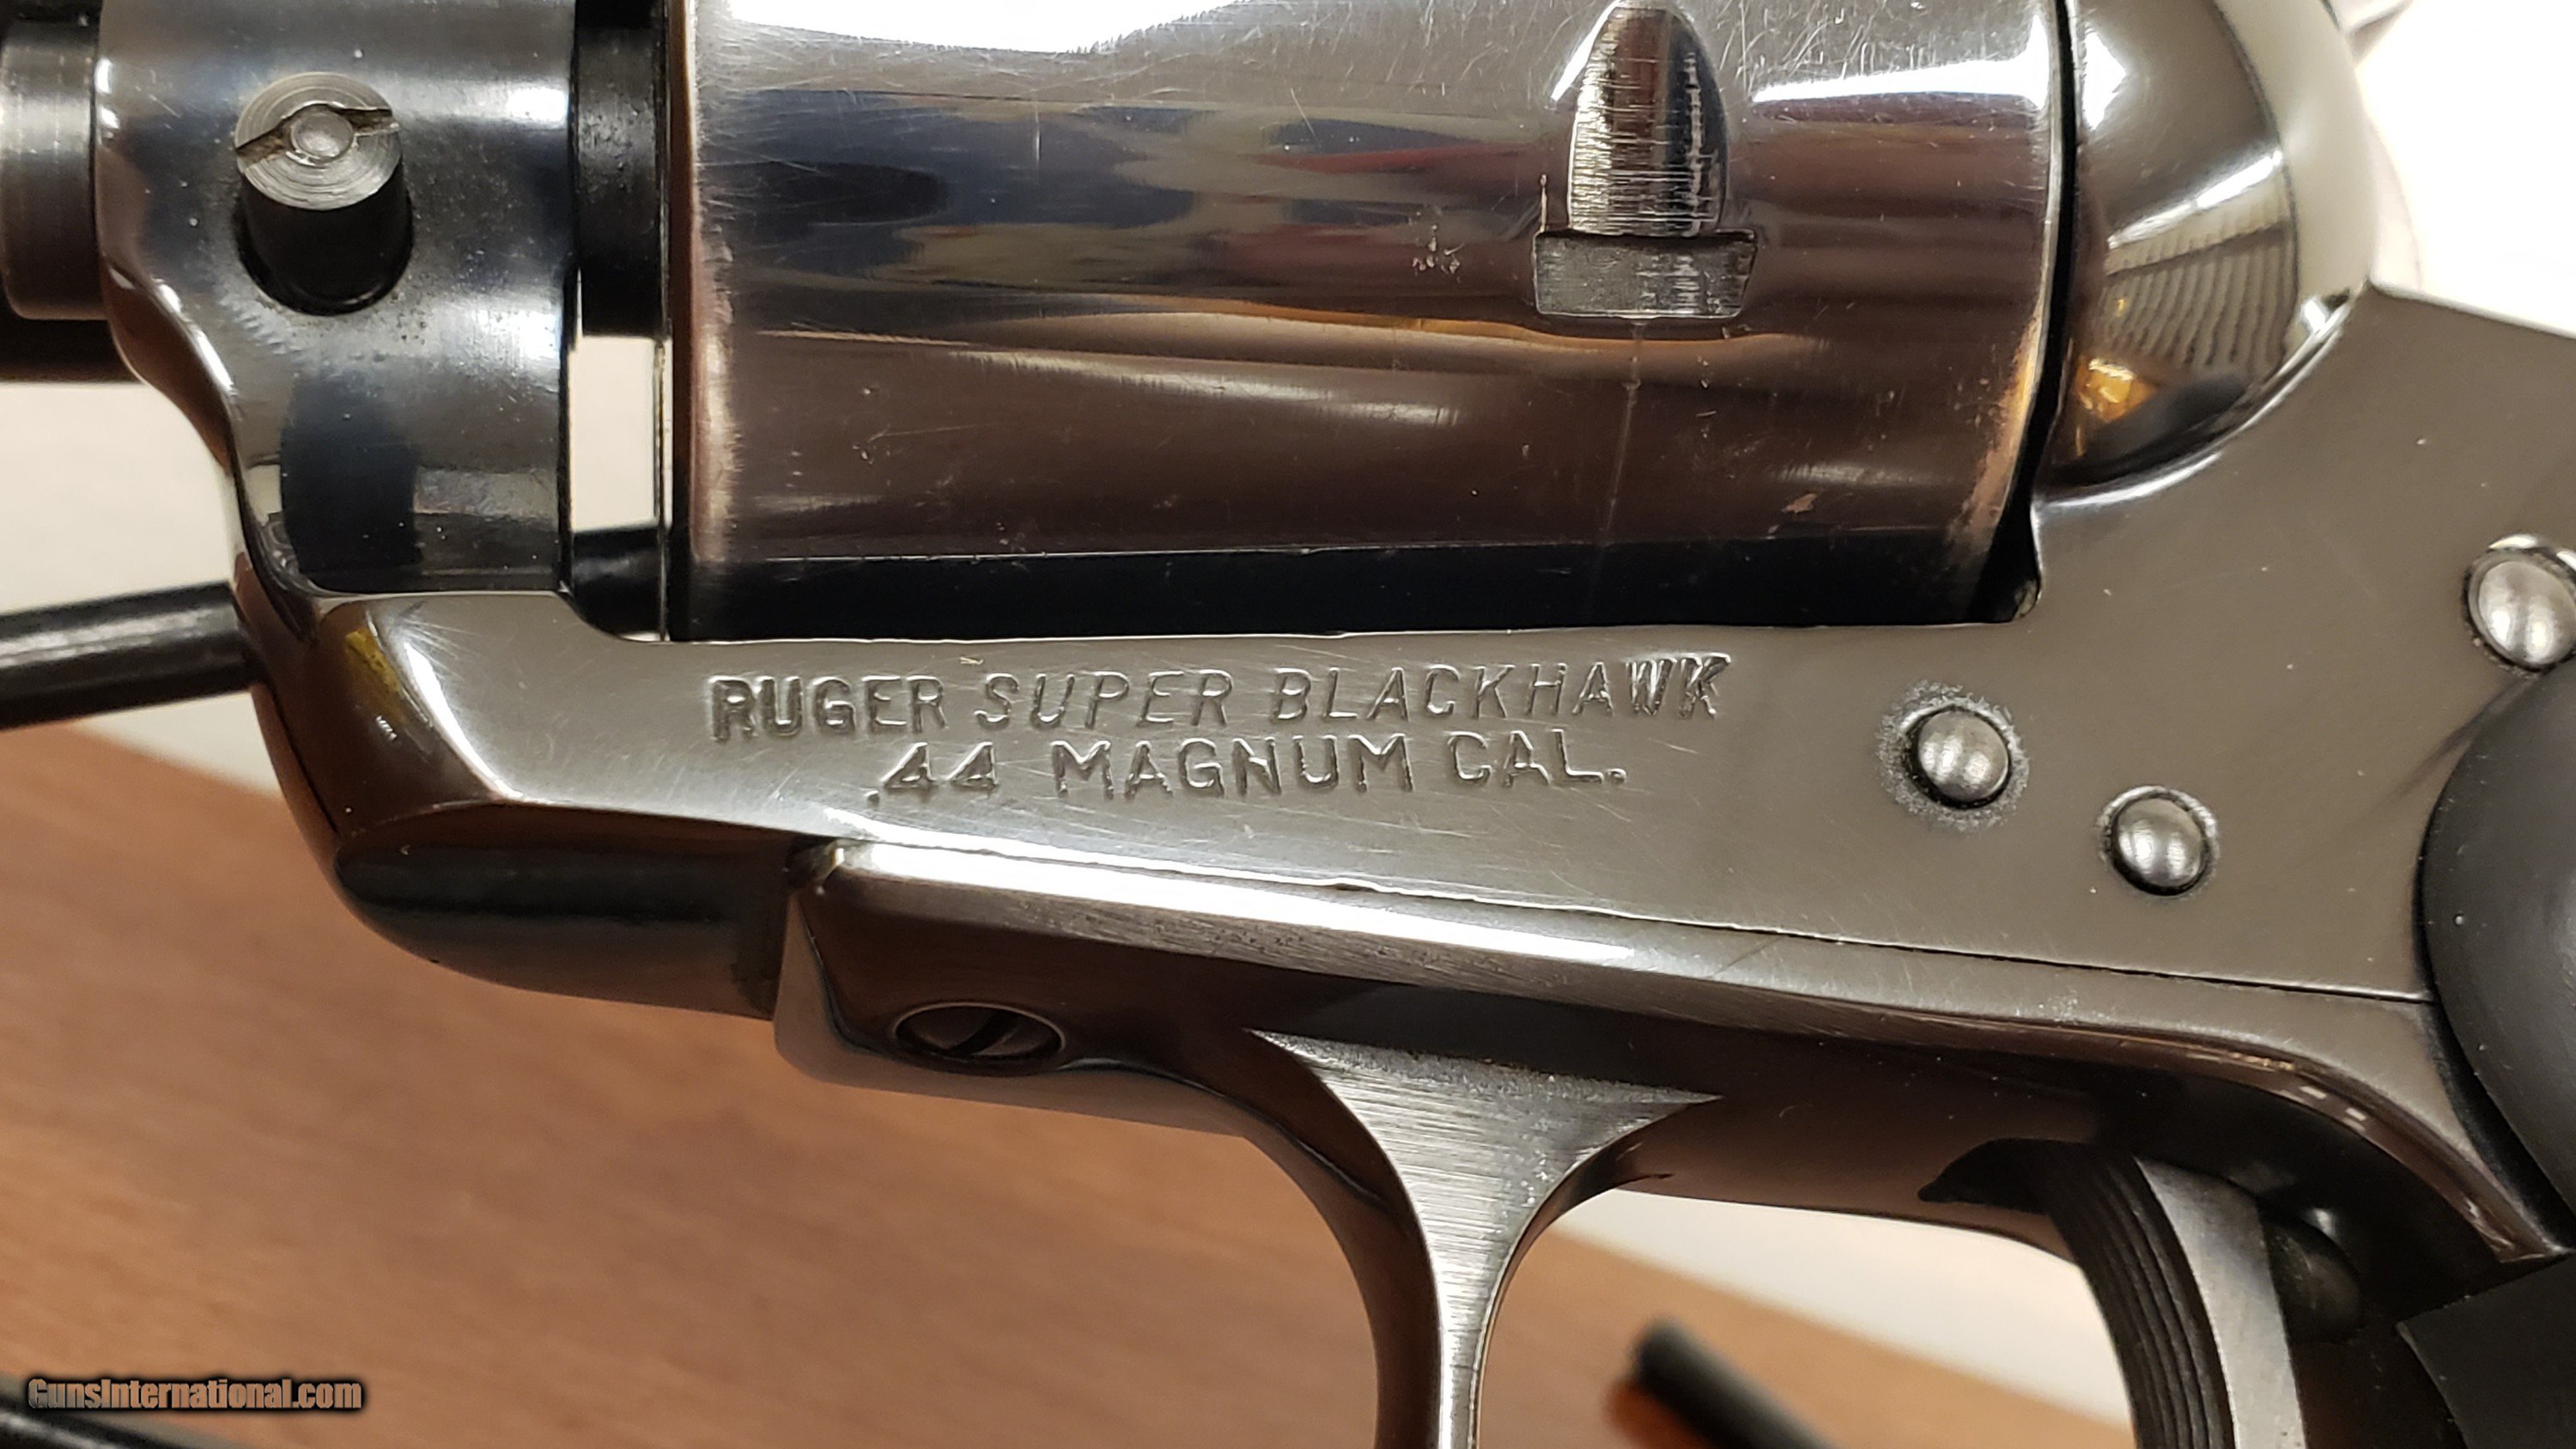 RUGER SUPER BLACKHAWK
.44 MAGNUM CAL.
GunsInternational.com